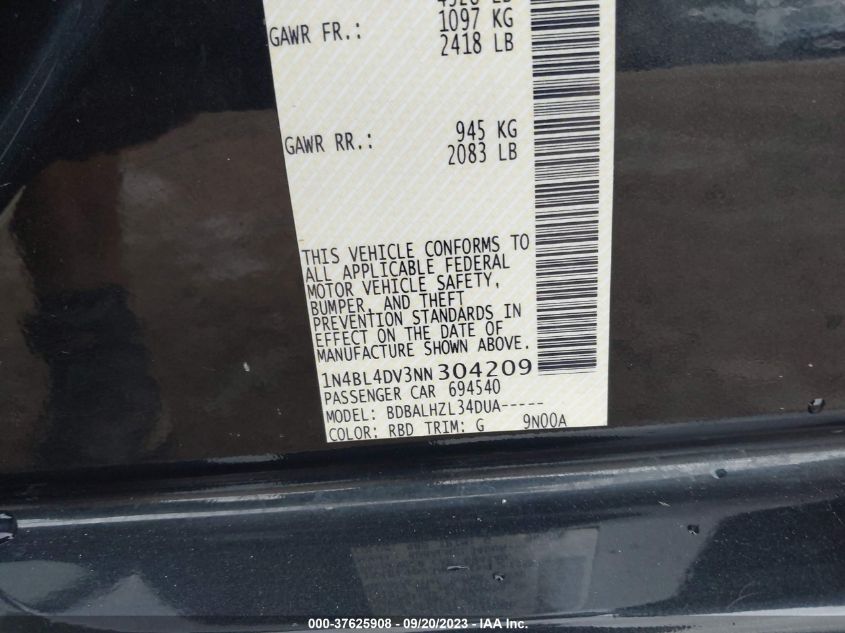 GAWR FR.: 1097 KG
2418 LB
GAWR RR.: 945 KG
2083 LB
THIS VEHICLE CONFORMS TO
ALL APPLICABLE FEDERAL
MOTOR VEHICLE SAFETY,
BUMPER, AND THEFT
PREVENTION STANDARDS IN
EFFECT ON THE DATE OF
MANUFACTURE SHOWN ABOVE.
1N4BL4DV3NN 304209
PASSENGER CAR 694540
MODEL: BDBALHZL34DUA-----
COLOR: RBD TRIM: G 9N00A
000-37625908 - 09/20/2023 - IAA Inc.